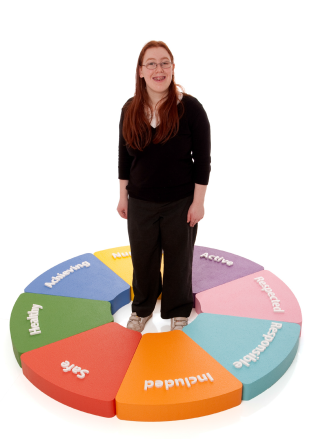 Safe
Healthy
Achieving
Active
Respected
Responsible
Included